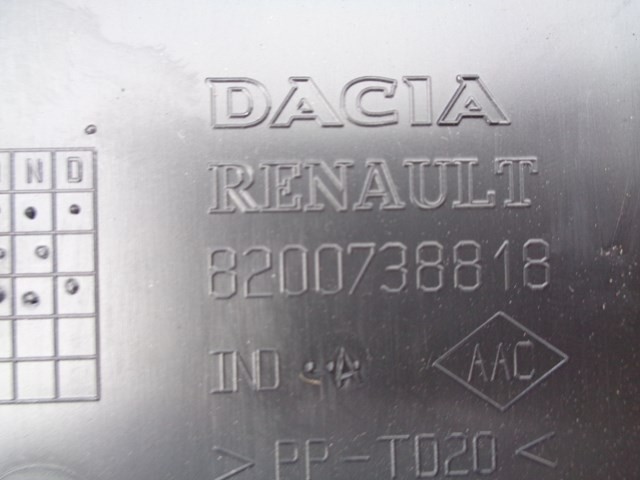 DACIA
RENAULT
N D
8200738818
IND ..A AAC
>PP-TD20<